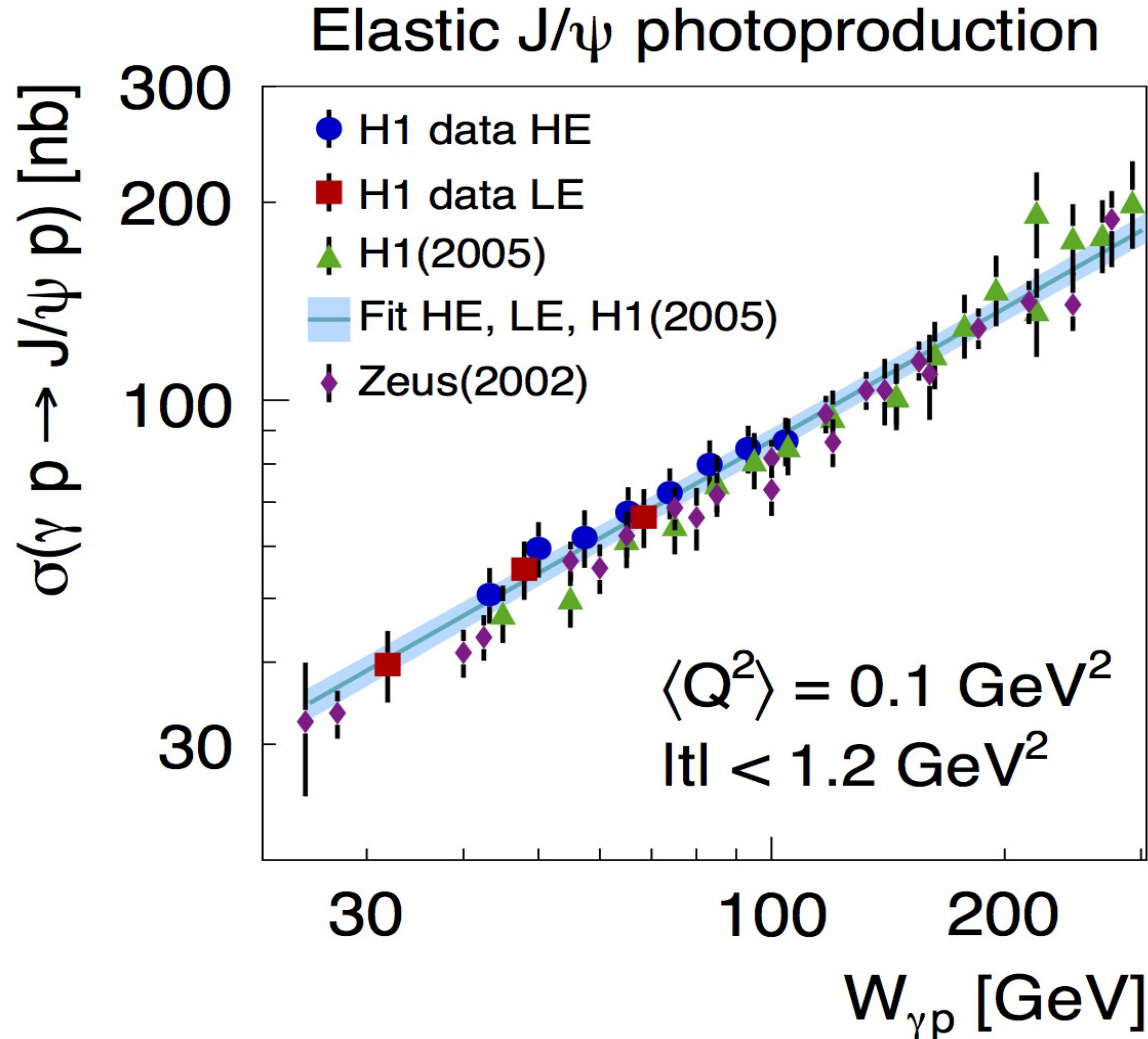 Elastic J/ψ photoproduction
σ(γ p → J/ψ p) [nb]
300
200
100
30
H1 data HE
H1 data LE
H1(2005)
Fit HE, LE, H1(2005)
Zeus(2002)
⟨Q²⟩ = 0.1 GeV²
|t| < 1.2 GeV²
30
100
200
W_γp [GeV]